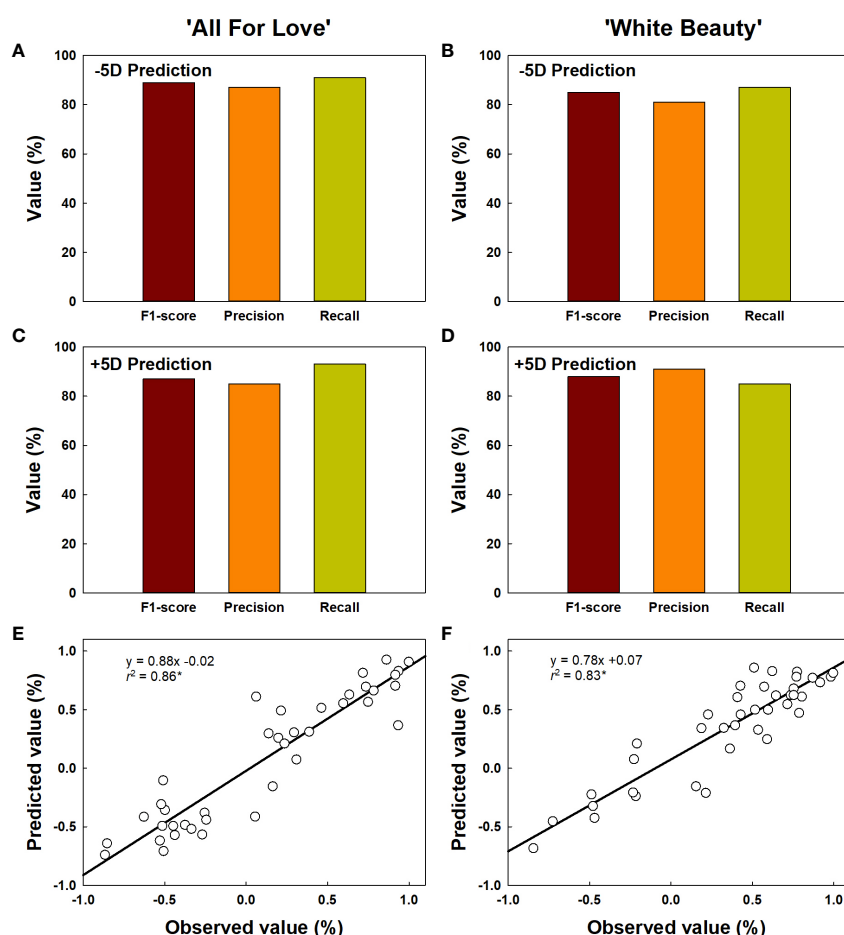 'All For Love'
'White Beauty'
A
-5D Prediction
Value (%)
100
80
60
40
20
0
F1-score Precision Recall
B
-5D Prediction
Value (%)
100
80
60
40
20
0
F1-score Precision Recall
C
+5D Prediction
Value (%)
100
80
60
40
20
0
F1-score Precision Recall
D
+5D Prediction
Value (%)
100
80
60
40
20
0
F1-score Precision Recall
E
y = 0.88x -0.02
r² = 0.86*
Predicted value (%)
1.0
0.5
0.0
-0.5
-1.0
-1.0 -0.5 0.0 0.5 1.0
Observed value (%)
F
y = 0.78x +0.07
r² = 0.83*
Predicted value (%)
1.0
0.5
0.0
-0.5
-1.0
-1.0 -0.5 0.0 0.5 1.0
Observed value (%)